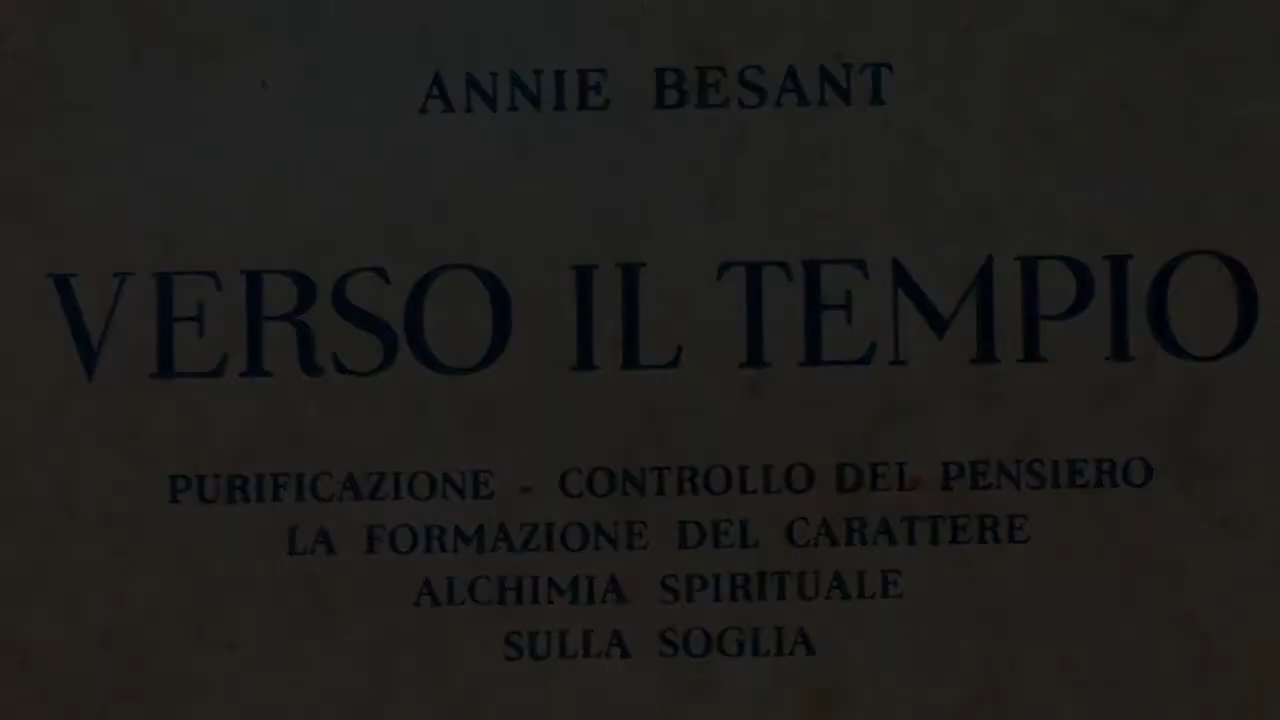 ANNIE BESANT
VERSO IL TEMPIO
PURIFICAZIONE - CONTROLLO DEL PENSIERO
LA FORMAZIONE DEL CARATTERE
ALCHIMIA SPIRITUALE
SULLA SOGLIA